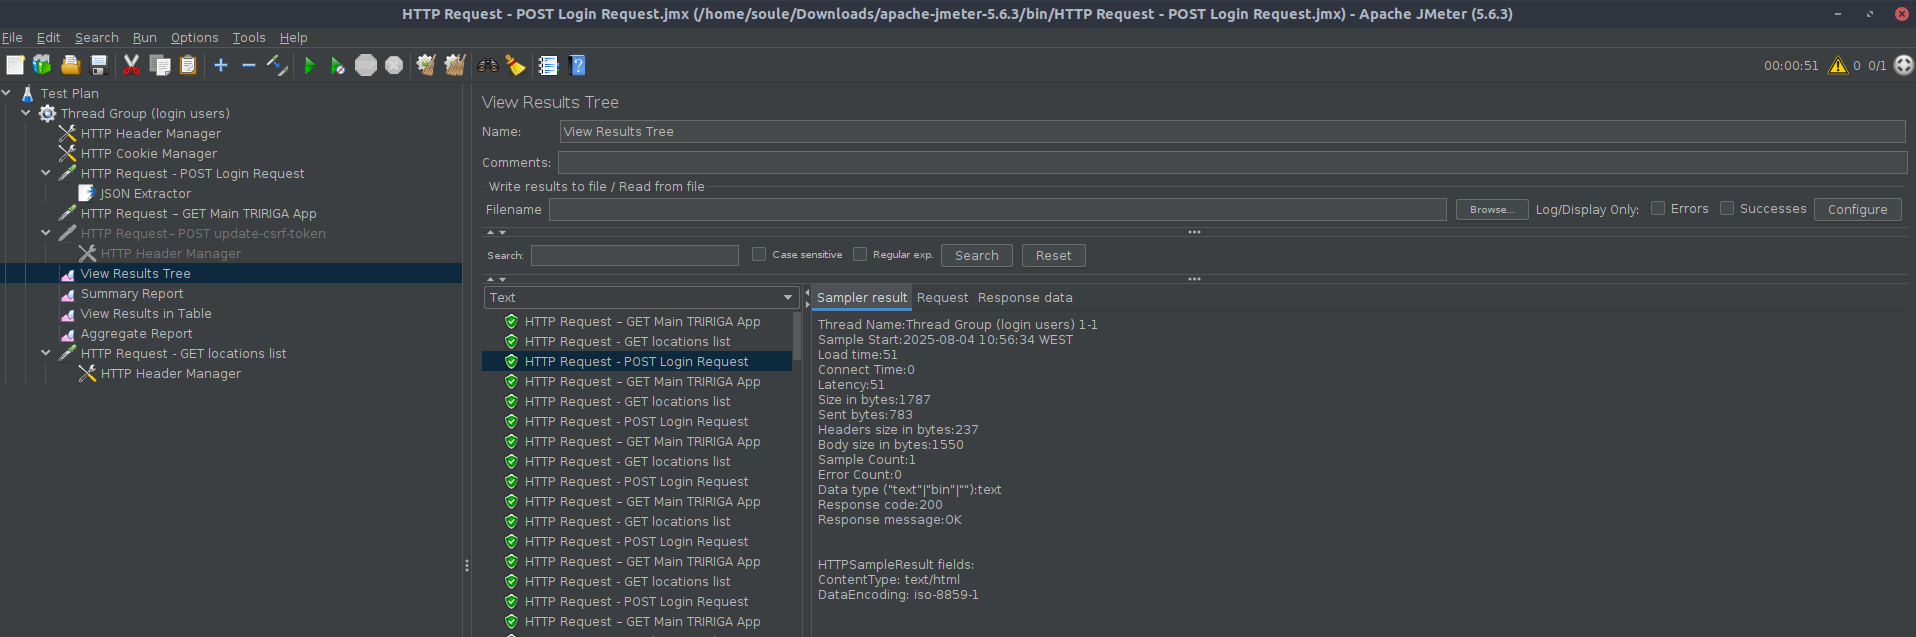 HTTP Request - POST Login Request.jmx (/home/soule/Downloads/apache-jmeter-5.6.3/bin/HTTP Request - POST Login Request.jmx) - Apache JMeter (5.6.3)
File Edit Search Run Options Tools Help
STOP
00:00:51 0 0/1
Test Plan
Thread Group (login users)
HTTP Header Manager
HTTP Cookie Manager
HTTP Request - POST Login Request
JSON Extractor
HTTP Request – GET Main TRIRIGA App
HTTP Request– POST update-csrf-token
HTTP Header Manager
View Results Tree
Summary Report
View Results in Table
Aggregate Report
HTTP Request - GET locations list
HTTP Header Manager
View Results Tree
Name: View Results Tree
Comments:
Write results to file / Read from file
Filename Browse... Log/Display Only: Errors Successes Configure
Search: Case sensitive Regular exp. Search Reset
Text
HTTP Request – GET Main TRIRIGA App
HTTP Request - GET locations list
HTTP Request - POST Login Request
HTTP Request – GET Main TRIRIGA App
HTTP Request - GET locations list
HTTP Request - POST Login Request
HTTP Request – GET Main TRIRIGA App
HTTP Request - GET locations list
HTTP Request - POST Login Request
HTTP Request – GET Main TRIRIGA App
HTTP Request - GET locations list
HTTP Request - POST Login Request
HTTP Request – GET Main TRIRIGA App
HTTP Request - GET locations list
HTTP Request - POST Login Request
HTTP Request – GET Main TRIRIGA App
Sampler result Request Response data
Thread Name:Thread Group (login users) 1-1
Sample Start:2025-08-04 10:56:34 WEST
Load time:51
Connect Time:0
Latency:51
Size in bytes:1787
Sent bytes:783
Headers size in bytes:237
Body size in bytes:1550
Sample Count:1
Error Count:0
Data type ("text"|"bin"|""):text
Response code:200
Response message:OK
HTTPSampleResult fields:
ContentType: text/html
DataEncoding: iso-8859-1